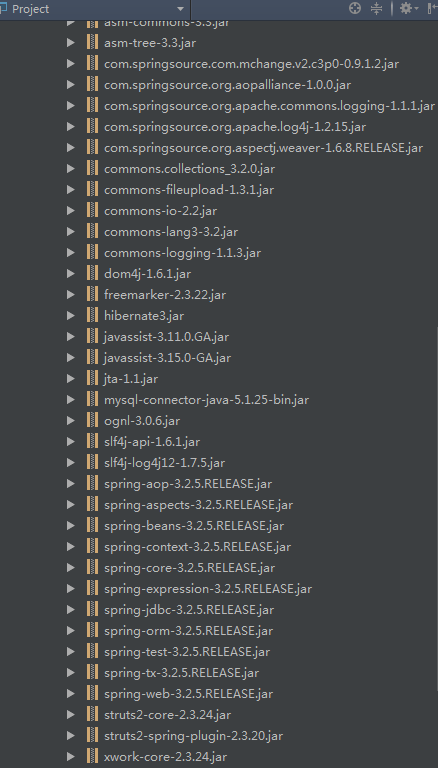 Project
asm-commons-3.3.jar
asm-tree-3.3.jar
com.springsource.com.mchange.v2.c3p0-0.9.1.2.jar
com.springsource.org.aopalliance-1.0.0.jar
com.springsource.org.apache.commons.logging-1.1.1.jar
com.springsource.org.apache.log4j-1.2.15.jar
com.springsource.org.aspectj.weaver-1.6.8.RELEASE.jar
commons.collections_3.2.0.jar
commons-fileupload-1.3.1.jar
commons-io-2.2.jar
commons-lang3-3.2.jar
commons-logging-1.1.3.jar
dom4j-1.6.1.jar
freemarker-2.3.22.jar
hibernate3.jar
javassist-3.11.0.GA.jar
javassist-3.15.0-GA.jar
jta-1.1.jar
mysql-connector-java-5.1.25-bin.jar
ognl-3.0.6.jar
slf4j-api-1.6.1.jar
slf4j-log4j12-1.7.5.jar
spring-aop-3.2.5.RELEASE.jar
spring-aspects-3.2.5.RELEASE.jar
spring-beans-3.2.5.RELEASE.jar
spring-context-3.2.5.RELEASE.jar
spring-core-3.2.5.RELEASE.jar
spring-expression-3.2.5.RELEASE.jar
spring-jdbc-3.2.5.RELEASE.jar
spring-orm-3.2.5.RELEASE.jar
spring-test-3.2.5.RELEASE.jar
spring-tx-3.2.5.RELEASE.jar
spring-web-3.2.5.RELEASE.jar
struts2-core-2.3.24.jar
struts2-spring-plugin-2.3.20.jar
xwork-core-2.3.24.jar